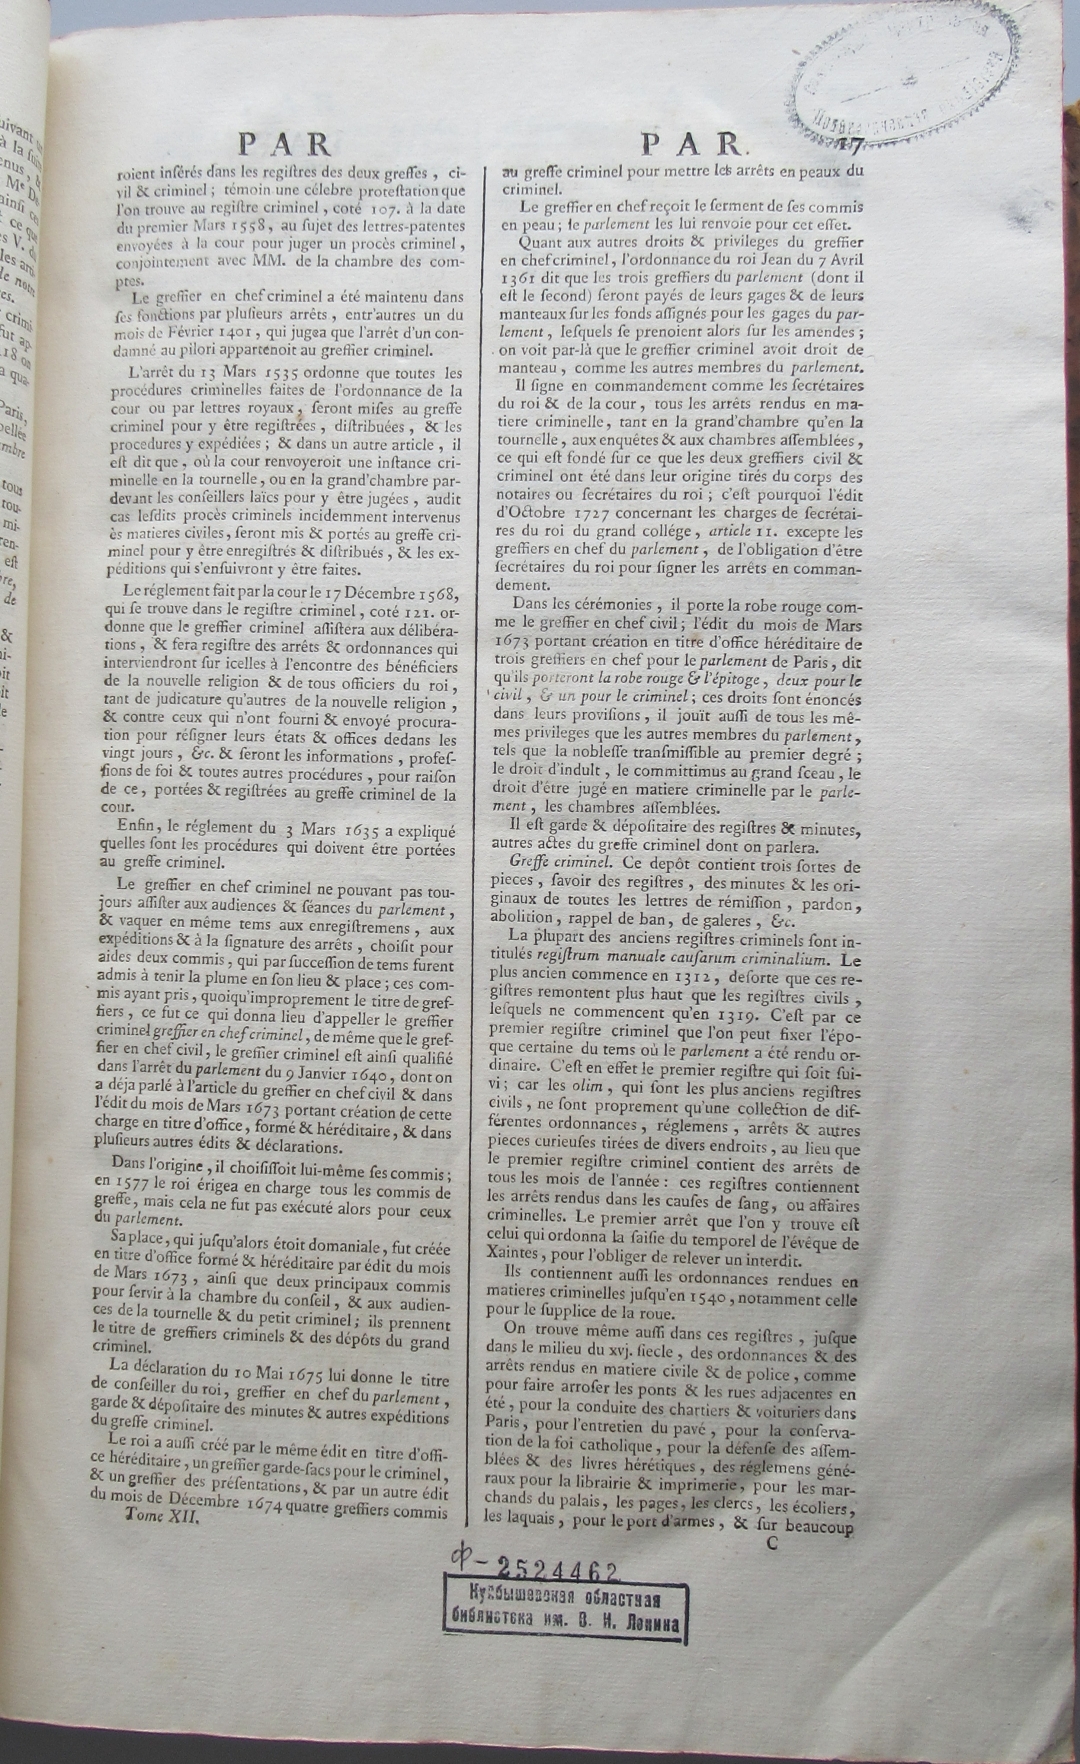 PAR
roient inſérés dans les regiſtres des deux greffes, ci-
vil & criminel ; témoin une célebre proteſtation que
l'on trouve au regiſtre criminel, coté 107. à la date
du premier Mars 1558, au ſujet des lettres-patentes
envoyées à la cour pour juger un procès criminel,
conjointement avec MM. de la chambre des com-
ptes.
Le greffier en chef criminel a été maintenu dans
ſes fonctions par pluſieurs arrêts, entr'autres un du
mois de Février 1401, qui jugea que l'arrêt d'un con-
damné au pilori appartenoit au greffier criminel.
L'arrêt du 13 Mars 1535 ordonne que toutes les
procédures criminelles faites de l'ordonnance de la
cour ou par lettres royaux, ſeront miſes au greffe
criminel pour y être regiſtrées, diſtribuées, & les
procedures y expédiées ; & dans un autre article, il
eſt dit que, où la cour renvoyeroit une inſtance cri-
minelle en la tournelle, ou en la grand'chambre par-
devant les conſeillers laïcs pour y être jugées, audit
cas leſdits procès criminels incidemment intervenus
ès matieres civiles, ſeront mis & portés au greffe cri-
minel pour y être enregiſtrés & diſtribués, & les ex-
péditions qui s'enſuivront y être faites.
Le réglement fait par la cour le 17 Décembre 1568,
qui ſe trouve dans le regiſtre criminel, coté 121. or-
donne que le greffier criminel aſſiſtera aux délibéra-
tions, & fera regiſtre des arrêts & ordonnances qui
interviendront ſur icelles à l'encontre des bénéficiers
de la nouvelle religion & de tous officiers du roi,
tant de judicature qu'autres de la nouvelle religion,
& contre ceux qui n'ont fourni & envoyé procura-
tion pour réſigner leurs états & offices dedans les
vingt jours, &c. & ſeront les informations, profeſ-
ſions de foi & toutes autres procédures, pour raiſon
de ce, portées & regiſtrées au greffe criminel de la
cour.
Enfin, le réglement du 3 Mars 1635 a expliqué
quelles ſont les procédures qui doivent être portées
au greffe criminel.
Le greffier en chef criminel ne pouvant pas tou-
jours aſſiſter aux audiences & ſéances du parlement,
& vaquer en même tems aux enregiſtremens, aux
expéditions & à la ſignature des arrêts, choiſit pour
aides deux commis, qui par ſucceſſion de tems furent
admis à tenir la plume en ſon lieu & place ; ces com-
mis ayant pris, quoiqu'improprement le titre de gref-
fiers, ce fut ce qui donna lieu d'appeller le greffier
criminel greffier en chef criminel, de même que le gref-
fier en chef civil, le greffier criminel eſt ainſi qualifié
dans l'arrêt du parlement du 9 Janvier 1640, dont on
a déja parlé à l'article du greffier en chef civil & dans
l'édit du mois de Mars 1673 portant création de cette
charge en titre d'office, formé & héréditaire, & dans
pluſieurs autres édits & déclarations.
Dans l'origine, il choiſiſſoit lui-même ſes commis ;
en 1577 le roi érigea en charge tous les commis de
greffe, mais cela ne fut pas exécuté alors pour ceux
du parlement.
Sa place, qui juſqu'alors étoit domaniale, fut créée
en titre d'office formé & héréditaire par édit du mois
de Mars 1673, ainſi que deux principaux commis
pour ſervir à la chambre du conſeil, & aux audien-
ces de la tournelle & du petit criminel ; ils prennent
le titre de greffiers criminels & des dépôts du grand
criminel.
La déclaration du 10 Mai 1675 lui donne le titre
de conſeiller du roi, greffier en chef du parlement,
garde & dépoſitaire des minutes & autres expéditions
du greffe criminel.
Le roi a auſſi créé par le même édit en titre d'offi-
ce héréditaire, un greffier garde-ſacs pour le criminel,
& un greffier des préſentations, & par un autre édit
du mois de Décembre 1674 quatre greffiers commis
Tome XII.
PAR. 17
au greffe criminel pour mettre les arrêts en peaux du
criminel.
Le greffier en chef reçoit le ſerment de ſes commis
en peau ; le parlement les lui renvoie pour cet effet.
Quant aux autres droits & privileges du greffier
en chef criminel, l'ordonnance du roi Jean du 7 Avril
1361 dit que les trois greffiers du parlement (dont il
eſt le ſecond) ſeront payés de leurs gages & de leurs
manteaux ſur les fonds aſſignés pour les gages du par-
lement, leſquels ſe prenoient alors ſur les amendes ;
on voit par-là que le greffier criminel avoit droit de
manteau, comme les autres membres du parlement.
Il ſigne en commandement comme les ſecrétaires
du roi & de la cour, tous les arrêts rendus en ma-
tiere criminelle, tant en la grand'chambre qu'en la
tournelle, aux enquêtes & aux chambres aſſemblées,
ce qui eſt fondé ſur ce que les deux greffiers civil &
criminel ont été dans leur origine tirés du corps des
notaires ou ſecrétaires du roi ; c'eſt pourquoi l'édit
d'Octobre 1727 concernant les charges de ſecrétai-
res du roi du grand collége, article 11. excepte les
greffiers en chef du parlement, de l'obligation d'être
ſecrétaires du roi pour ſigner les arrêts en comman-
dement.
Dans les cérémonies, il porte la robe rouge com-
me le greffier en chef civil ; l'édit du mois de Mars
1673 portant création en titre d'office héréditaire de
trois greffiers en chef pour le parlement de Paris, dit
qu'ils porteront la robe rouge & l'épitoge, deux pour le
civil, & un pour le criminel ; ces droits ſont énoncés
dans leurs proviſions, il jouit auſſi de tous les mê-
mes privileges que les autres membres du parlement,
tels que la nobleſſe tranſmiſſible au premier degré ;
le droit d'indult, le committimus au grand ſceau, le
droit d'être jugé en matiere criminelle par le parle-
ment, les chambres aſſemblées.
Il eſt garde & dépoſitaire des regiſtres & minutes,
autres actes du greffe criminel dont on parlera.
Greffe criminel. Ce depôt contient trois ſortes de
pieces, ſavoir des regiſtres, des minutes & les ori-
ginaux de toutes les lettres de rémiſſion, pardon,
abolition, rappel de ban, de galeres, &c.
La plupart des anciens regiſtres criminels ſont in-
titulés regiſtrum manuale cauſarum criminalium. Le
plus ancien commence en 1312, deſorte que ces re-
giſtres remontent plus haut que les regiſtres civils,
leſquels ne commencent qu'en 1319. C'eſt par ce
premier regiſtre criminel que l'on peut fixer l'épo-
que certaine du tems où le parlement a été rendu or-
dinaire. C'eſt en effet le premier regiſtre qui ſoit ſui-
vi ; car les olim, qui ſont les plus anciens regiſtres
civils, ne ſont proprement qu'une collection de dif-
férentes ordonnances, réglemens, arrêts & autres
pieces curieuſes tirées de divers endroits, au lieu que
le premier regiſtre criminel contient des arrêts de
tous les mois de l'année : ces regiſtres contiennent
les arrêts rendus dans les cauſes de ſang, ou affaires
criminelles. Le premier arrêt que l'on y trouve eſt
celui qui ordonna la ſaiſie du temporel de l'évêque de
Xaintes, pour l'obliger de relever un interdit.
Ils contiennent auſſi les ordonnances rendues en
matieres criminelles juſqu'en 1540, notamment celle
pour le ſupplice de la roue.
On trouve même auſſi dans ces regiſtres, juſque
dans le milieu du xvj. ſiecle, des ordonnances & des
arrêts rendus en matiere civile & de police, comme
pour faire arroſer les ponts & les rues adjacentes en
été, pour la conduite des chartiers & voituriers dans
Paris, pour l'entretien du pavé, pour la conſerva-
tion de la foi catholique, pour la défenſe des aſſem-
blées & des livres hérétiques, des réglemens géné-
raux pour la librairie & imprimerie, pour les mar-
chands du palais, les pages, les clercs, les écoliers,
les laquais, pour le port d'armes, & ſur beaucoup
C
Ф-2524462
Куйбышевская областная
библиотека им. В. И. Ленина